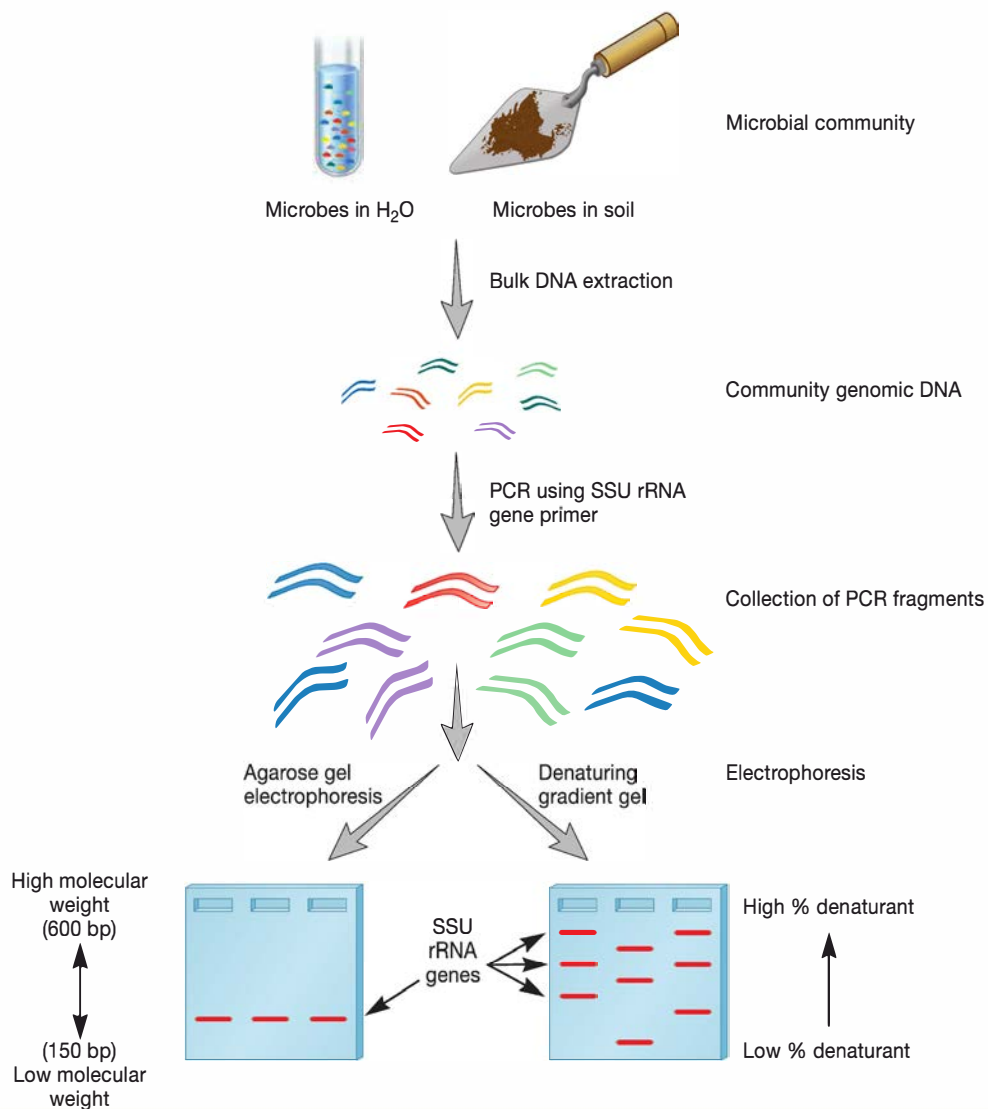 Microbial community
Microbes in H₂O
Microbes in soil
Bulk DNA extraction
Community genomic DNA
PCR using SSU rRNA
gene primer
Collection of PCR fragments
Agarose gel
electrophoresis
Denaturing
gradient gel
Electrophoresis
High molecular
weight
(600 bp)
(150 bp)
Low molecular
weight
SSU
rRNA
genes
High % denaturant
Low % denaturant